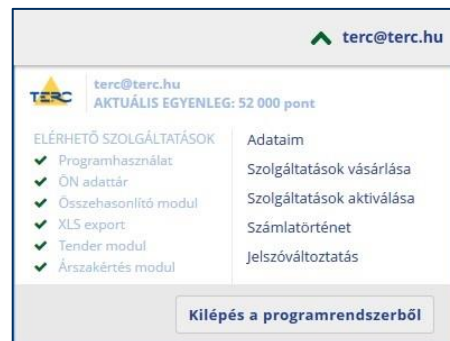 terc@terc.hu
TERC
terc@terc.hu
AKTUÁLIS EGYENLEG: 52 000 pont
ELÉRHETŐ SZOLGÁLTATÁSOK
Programhasználat
ÖN adattár
Összehasonlító modul
XLS export
Tender modul
Árszakértés modul
Adataim
Szolgáltatások vásárlása
Szolgáltatások aktiválása
Számlatörténet
Jelszóváltoztatás
Kilépés a programrendszerből